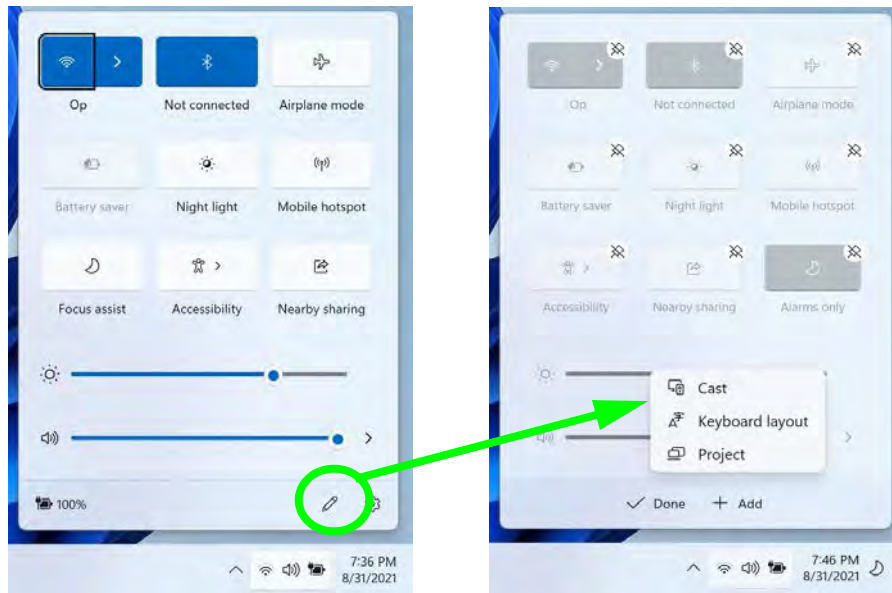 Op Not connected Airplane mode
Battery saver Night light Mobile hotspot
Focus assist Accessibility Nearby sharing
100%
7:36 PM
8/31/2021
Op Not connected Airplane mode
Battery saver Night light Mobile hotspot
Accessibility Nearby sharing Alarms only
Cast
Keyboard layout
Project
Done Add
7:46 PM
8/31/2021